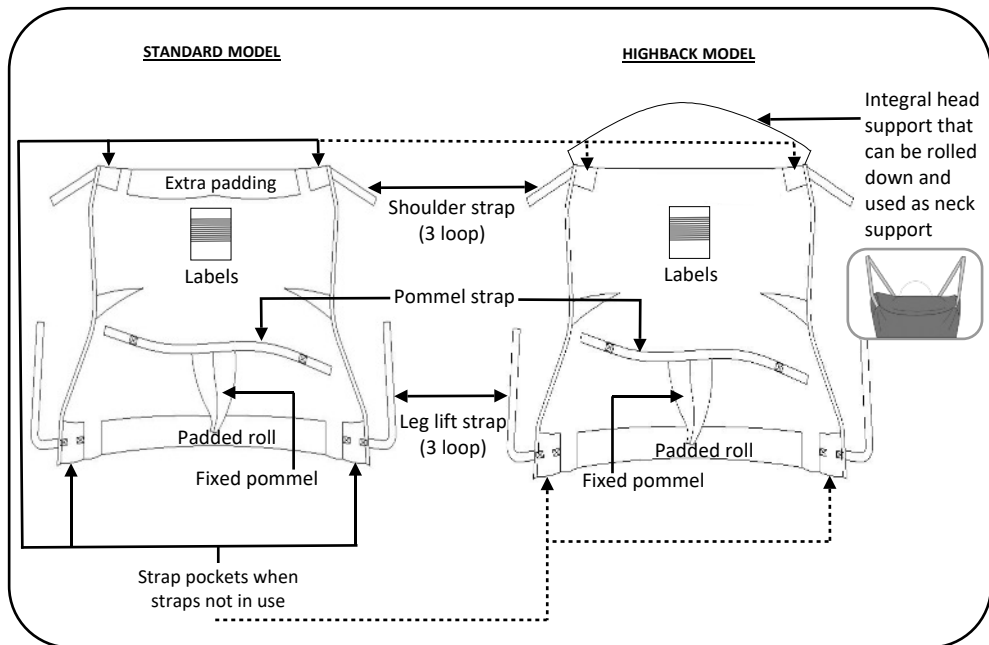 STANDARD MODEL
HIGHBACK MODEL
Integral head
support that
can be rolled
down and
used as neck
support
Extra padding
Shoulder strap
(3 loop)
Labels
Labels
Pommel strap
Leg lift strap
(3 loop)
Padded roll
Fixed pommel
Padded roll
Fixed pommel
Strap pockets when
straps not in use